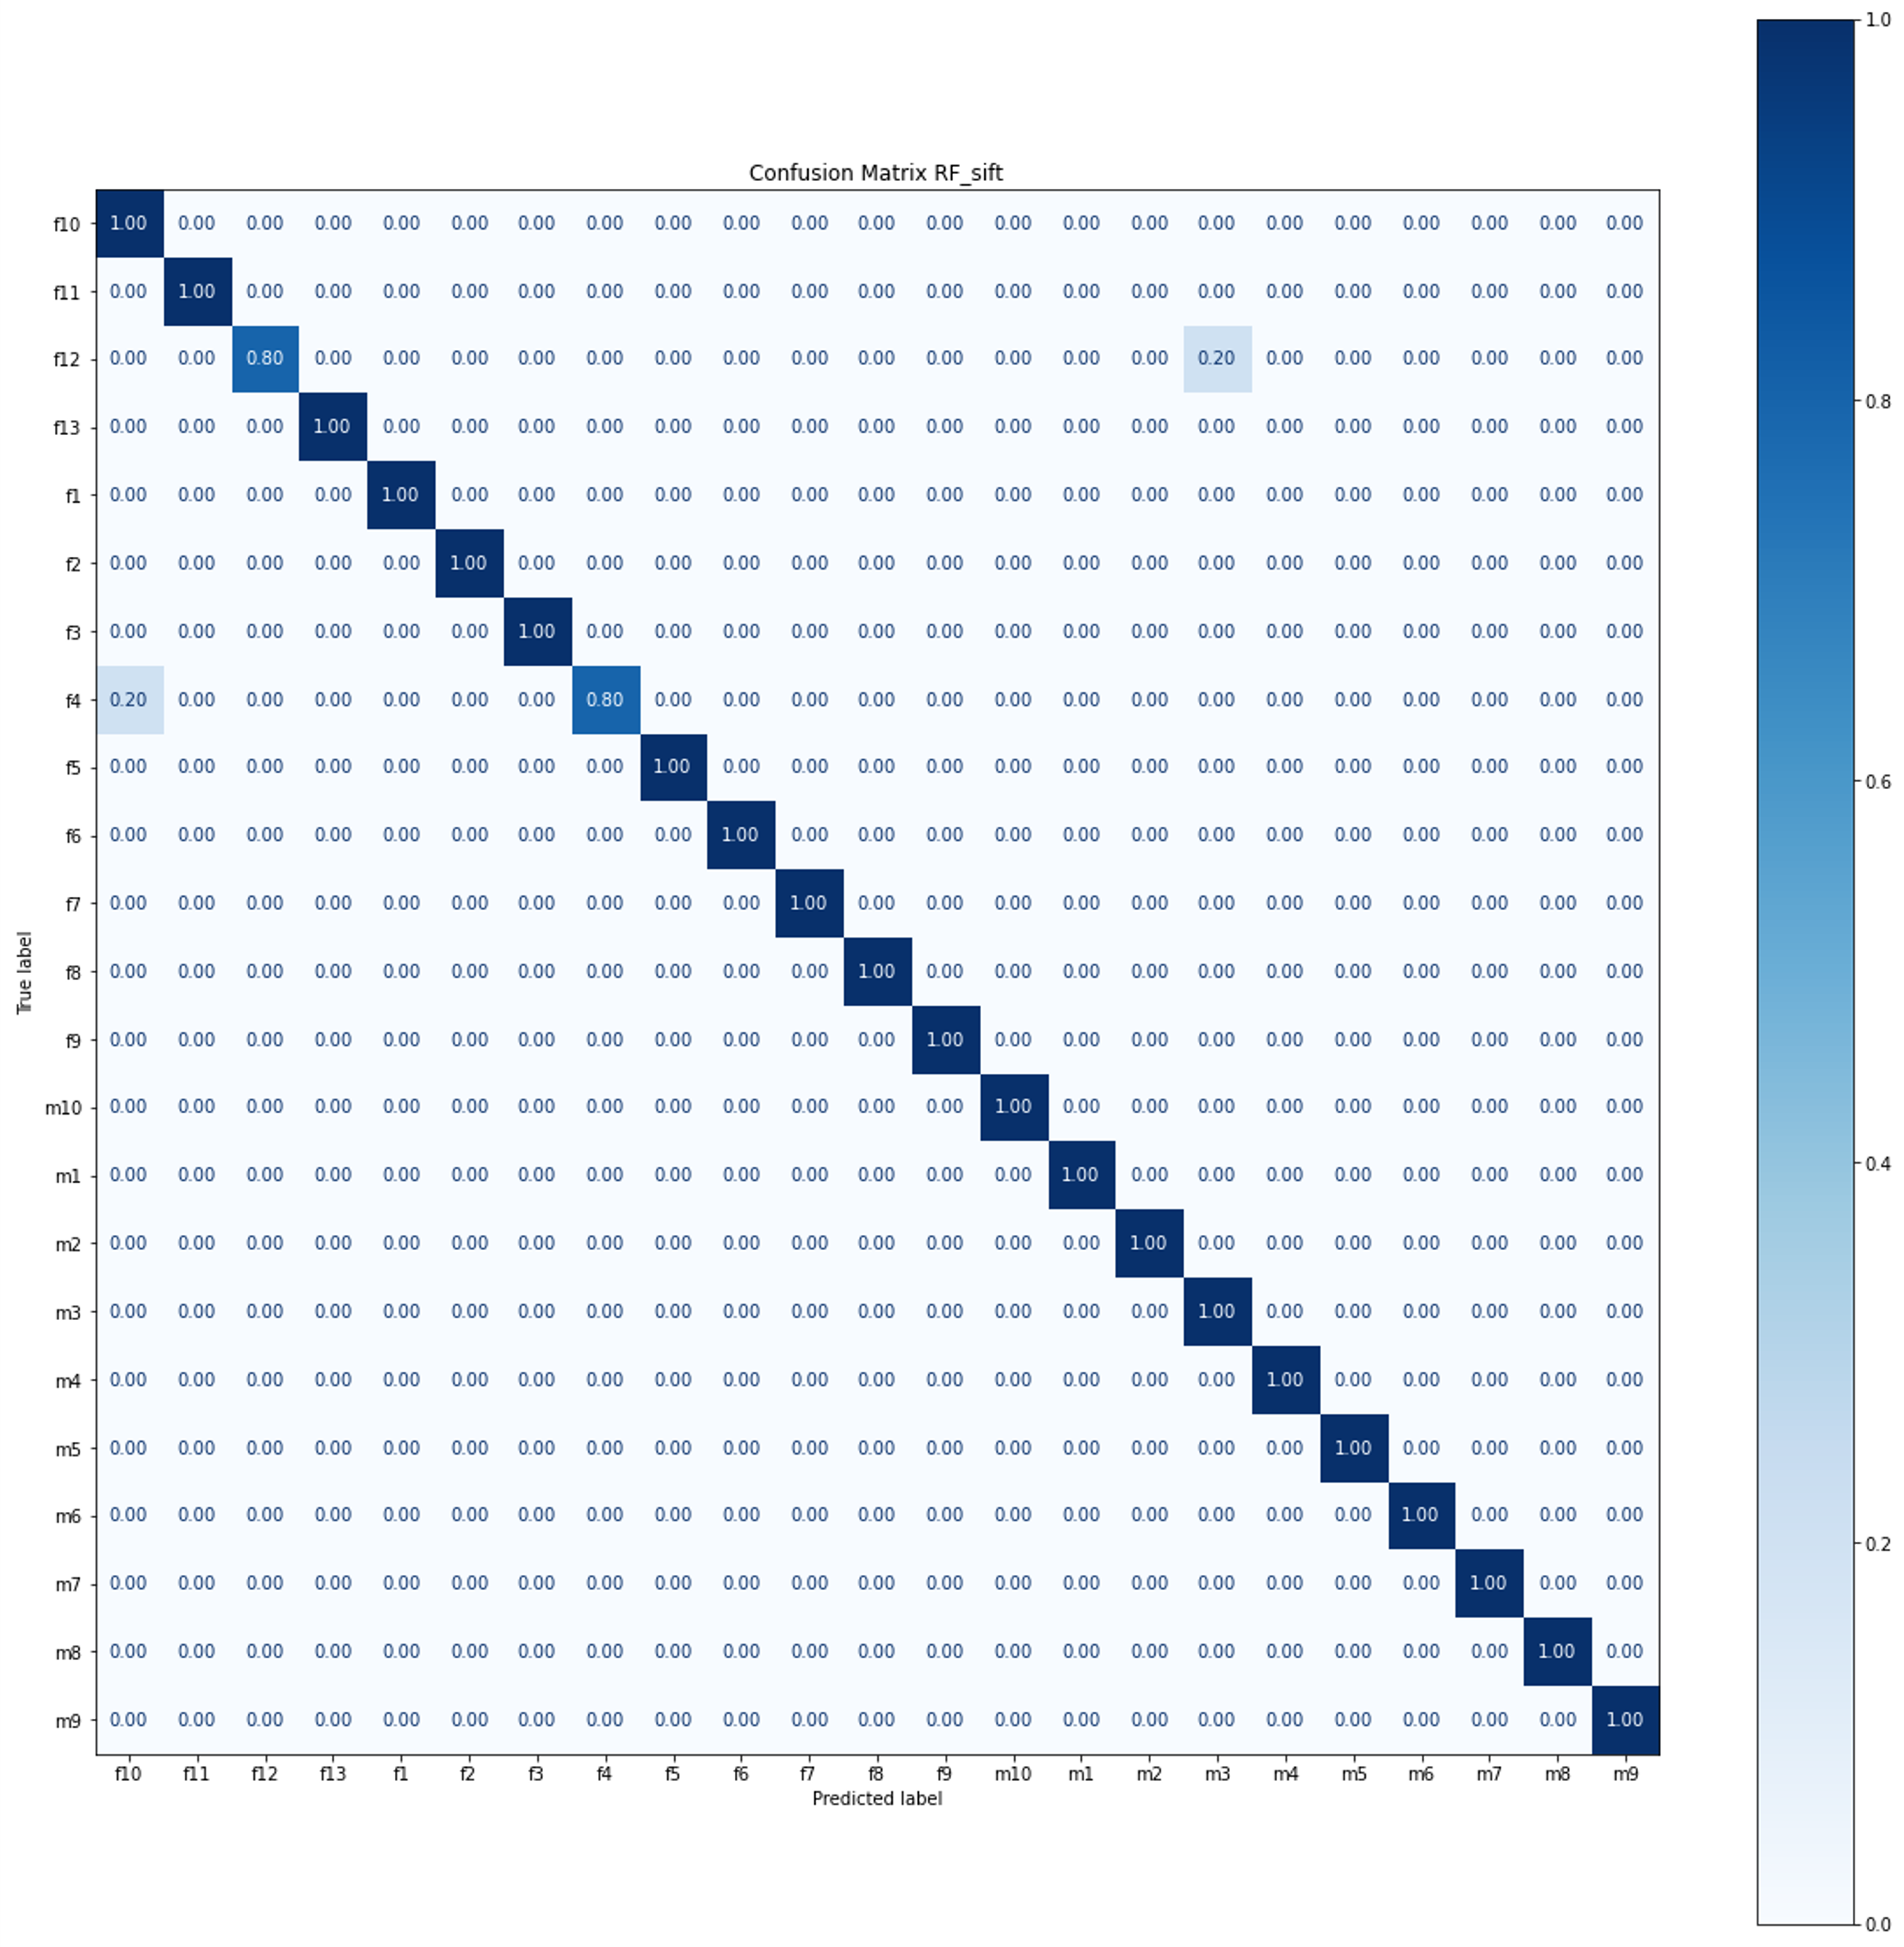 Confusion Matrix RF_sift
1.0
f10 1.00 0.00 0.00 0.00 0.00 0.00 0.00 0.00 0.00 0.00 0.00 0.00 0.00 0.00 0.00 0.00 0.00 0.00 0.00 0.00 0.00 0.00 0.00
f11 0.00 1.00 0.00 0.00 0.00 0.00 0.00 0.00 0.00 0.00 0.00 0.00 0.00 0.00 0.00 0.00 0.00 0.00 0.00 0.00 0.00 0.00 0.00
f12 0.00 0.00 0.80 0.00 0.00 0.00 0.00 0.00 0.00 0.00 0.00 0.00 0.00 0.00 0.00 0.00 0.20 0.00 0.00 0.00 0.00 0.00 0.00
0.8
f13 0.00 0.00 0.00 1.00 0.00 0.00 0.00 0.00 0.00 0.00 0.00 0.00 0.00 0.00 0.00 0.00 0.00 0.00 0.00 0.00 0.00 0.00 0.00
f1 0.00 0.00 0.00 0.00 1.00 0.00 0.00 0.00 0.00 0.00 0.00 0.00 0.00 0.00 0.00 0.00 0.00 0.00 0.00 0.00 0.00 0.00 0.00
f2 0.00 0.00 0.00 0.00 0.00 1.00 0.00 0.00 0.00 0.00 0.00 0.00 0.00 0.00 0.00 0.00 0.00 0.00 0.00 0.00 0.00 0.00 0.00
f3 0.00 0.00 0.00 0.00 0.00 0.00 1.00 0.00 0.00 0.00 0.00 0.00 0.00 0.00 0.00 0.00 0.00 0.00 0.00 0.00 0.00 0.00 0.00
f4 0.20 0.00 0.00 0.00 0.00 0.00 0.00 0.80 0.00 0.00 0.00 0.00 0.00 0.00 0.00 0.00 0.00 0.00 0.00 0.00 0.00 0.00 0.00
f5 0.00 0.00 0.00 0.00 0.00 0.00 0.00 0.00 1.00 0.00 0.00 0.00 0.00 0.00 0.00 0.00 0.00 0.00 0.00 0.00 0.00 0.00 0.00
0.6
f6 0.00 0.00 0.00 0.00 0.00 0.00 0.00 0.00 0.00 1.00 0.00 0.00 0.00 0.00 0.00 0.00 0.00 0.00 0.00 0.00 0.00 0.00 0.00
f7 0.00 0.00 0.00 0.00 0.00 0.00 0.00 0.00 0.00 0.00 1.00 0.00 0.00 0.00 0.00 0.00 0.00 0.00 0.00 0.00 0.00 0.00 0.00
True label
f8 0.00 0.00 0.00 0.00 0.00 0.00 0.00 0.00 0.00 0.00 0.00 1.00 0.00 0.00 0.00 0.00 0.00 0.00 0.00 0.00 0.00 0.00 0.00
f9 0.00 0.00 0.00 0.00 0.00 0.00 0.00 0.00 0.00 0.00 0.00 0.00 1.00 0.00 0.00 0.00 0.00 0.00 0.00 0.00 0.00 0.00 0.00
m10 0.00 0.00 0.00 0.00 0.00 0.00 0.00 0.00 0.00 0.00 0.00 0.00 0.00 1.00 0.00 0.00 0.00 0.00 0.00 0.00 0.00 0.00 0.00
0.4
m1 0.00 0.00 0.00 0.00 0.00 0.00 0.00 0.00 0.00 0.00 0.00 0.00 0.00 0.00 1.00 0.00 0.00 0.00 0.00 0.00 0.00 0.00 0.00
m2 0.00 0.00 0.00 0.00 0.00 0.00 0.00 0.00 0.00 0.00 0.00 0.00 0.00 0.00 0.00 1.00 0.00 0.00 0.00 0.00 0.00 0.00 0.00
m3 0.00 0.00 0.00 0.00 0.00 0.00 0.00 0.00 0.00 0.00 0.00 0.00 0.00 0.00 0.00 0.00 1.00 0.00 0.00 0.00 0.00 0.00 0.00
m4 0.00 0.00 0.00 0.00 0.00 0.00 0.00 0.00 0.00 0.00 0.00 0.00 0.00 0.00 0.00 0.00 0.00 1.00 0.00 0.00 0.00 0.00 0.00
m5 0.00 0.00 0.00 0.00 0.00 0.00 0.00 0.00 0.00 0.00 0.00 0.00 0.00 0.00 0.00 0.00 0.00 0.00 1.00 0.00 0.00 0.00 0.00
m6 0.00 0.00 0.00 0.00 0.00 0.00 0.00 0.00 0.00 0.00 0.00 0.00 0.00 0.00 0.00 0.00 0.00 0.00 0.00 1.00 0.00 0.00 0.00
0.2
m7 0.00 0.00 0.00 0.00 0.00 0.00 0.00 0.00 0.00 0.00 0.00 0.00 0.00 0.00 0.00 0.00 0.00 0.00 0.00 0.00 1.00 0.00 0.00
m8 0.00 0.00 0.00 0.00 0.00 0.00 0.00 0.00 0.00 0.00 0.00 0.00 0.00 0.00 0.00 0.00 0.00 0.00 0.00 0.00 0.00 1.00 0.00
m9 0.00 0.00 0.00 0.00 0.00 0.00 0.00 0.00 0.00 0.00 0.00 0.00 0.00 0.00 0.00 0.00 0.00 0.00 0.00 0.00 0.00 0.00 1.00
f10 f11 f12 f13 f1 f2 f3 f4 f5 f6 f7 f8 f9 m10 m1 m2 m3 m4 m5 m6 m7 m8 m9
Predicted label
0.0